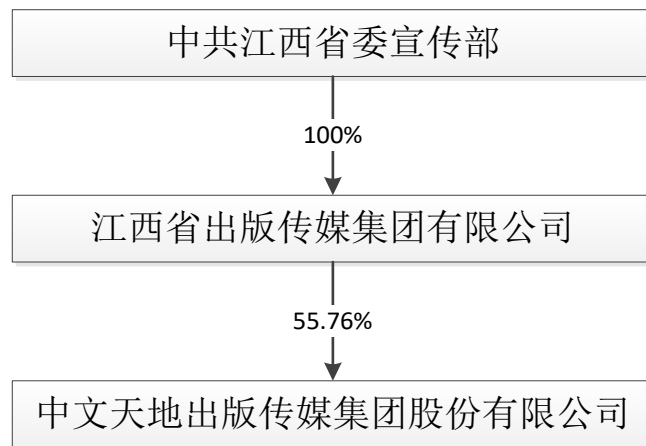 中共江西省委宣传部
100%
江西省出版传媒集团有限公司
55.76%
中文天地出版传媒集团股份有限公司